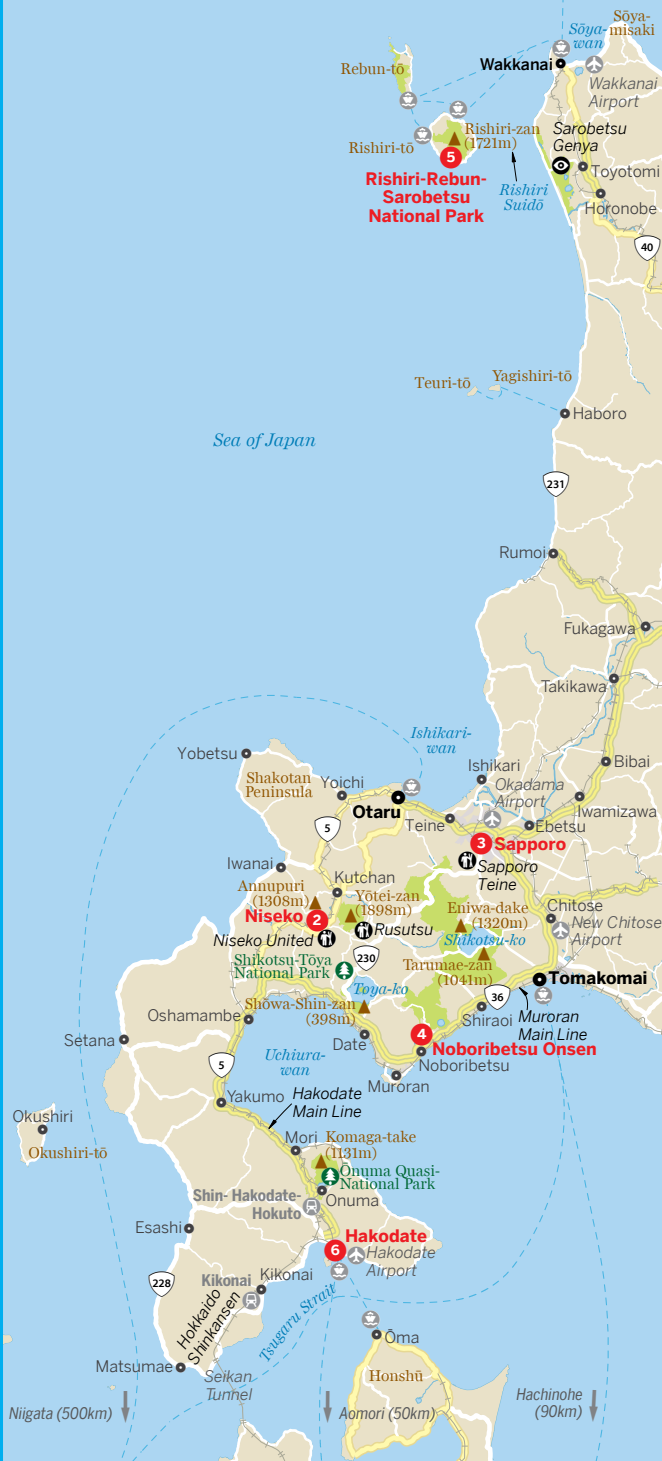 Sōya-
misaki
Sōya-
wan
Wakkanai
Rebun-tō
Wakkanai
Airport
Rishiri-zan
(1721m)
Sarobetsu
Genya
Rishiri-tō
5
Toyotomi
Rishiri-Rebun-
Sarobetsu
National Park
Rishiri
Suidō
Horonobe
40
Teuri-tō
Yagishiri-tō
Haboro
Sea of Japan
231
Rumoi
Fukagawa
Takikawa
Ishikari-
wan
Yobetsu
Bibai
Ishikari
Shakotan
Peninsula
Yoichi
Okadama
Airport
Otaru
Iwamizawa
5
Teine
Ebetsu
3
Sapporo
Iwanai
Sapporo
Teine
Kutchan
Annupuri
(1308m)
Yōtei-zan
(1898m)
Eniwa-dake
(1320m)
Chitose
Niseko
2
New Chitose
Airport
Niseko United
Rusutsu
Shikotsu-ko
230
Shikotsu-Tōya
National Park
Tarumae-zan
(1041m)
Tomakomai
Toya-ko
36
Shōwa-Shin-zan
(398m)
Oshamambe
Shiraoi
Muroran
Main Line
Setana
Date
4
Noboribetsu Onsen
Uchiura-
wan
Noboribetsu
5
Muroran
Yakumo
Hakodate
Main Line
Okushiri
Mori
Komaga-take
(1131m)
Okushiri-tō
Ōnuma Quasi-
National Park
Shin- Hakodate-
Hokuto
Onuma
Esashi
Hakodate
6
Hakodate
Airport
228
Kikonai
Kikonai
Hokkaido
Shinkansen
Tsugaru Strait
Ōma
Matsumae
Seikan
Tunnel
Honshū
Niigata (500km)
Aomori (50km)
Hachinohe
(90km)